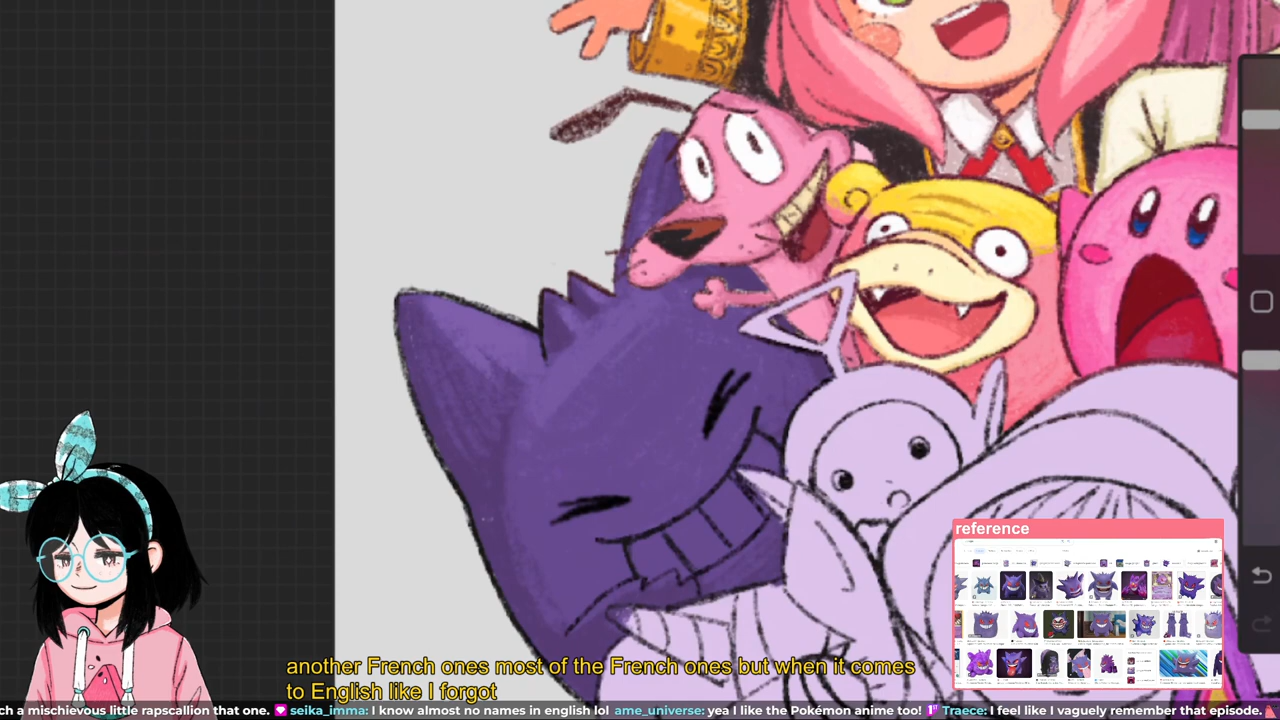 reference
another French ones most of the French ones but when it comes
to English like I forgot
ch a mischievous little rapscallion that one. seika_imma: I know almost no names in english lol ame_universe: yea I like the Pokémon anime too! Traece: I feel like I vaguely remember that episode.